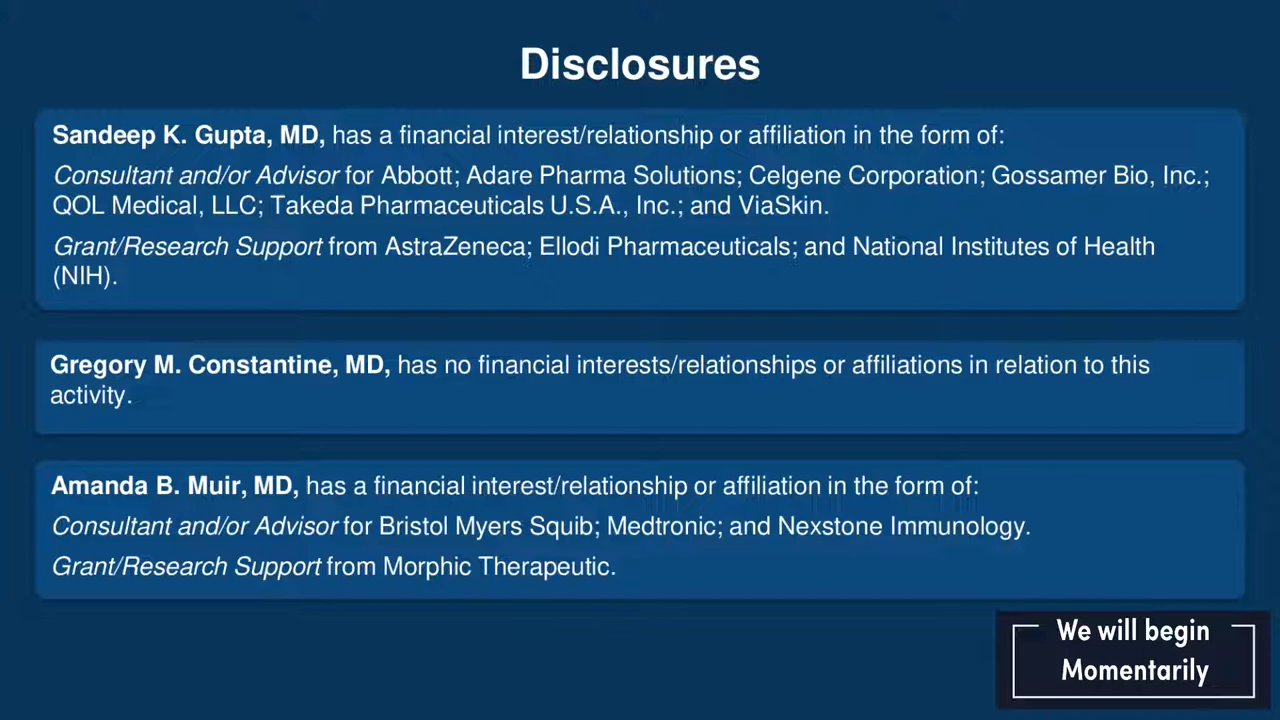 Disclosures
Sandeep K. Gupta, MD, has a financial interest/relationship or affiliation in the form of:
Consultant and/or Advisor for Abbott; Adare Pharma Solutions; Celgene Corporation; Gossamer Bio, Inc.;
QOL Medical, LLC; Takeda Pharmaceuticals U.S.A., Inc.; and ViaSkin.
Grant/Research Support from AstraZeneca; Ellodi Pharmaceuticals; and National Institutes of Health
(NIH).
Gregory M. Constantine, MD, has no financial interests/relationships or affiliations in relation to this
activity.
Amanda B. Muir, MD, has a financial interest/relationship or affiliation in the form of:
Consultant and/or Advisor for Bristol Myers Squib; Medtronic; and Nexstone Immunology.
Grant/Research Support from Morphic Therapeutic.
We will begin
Momentarily